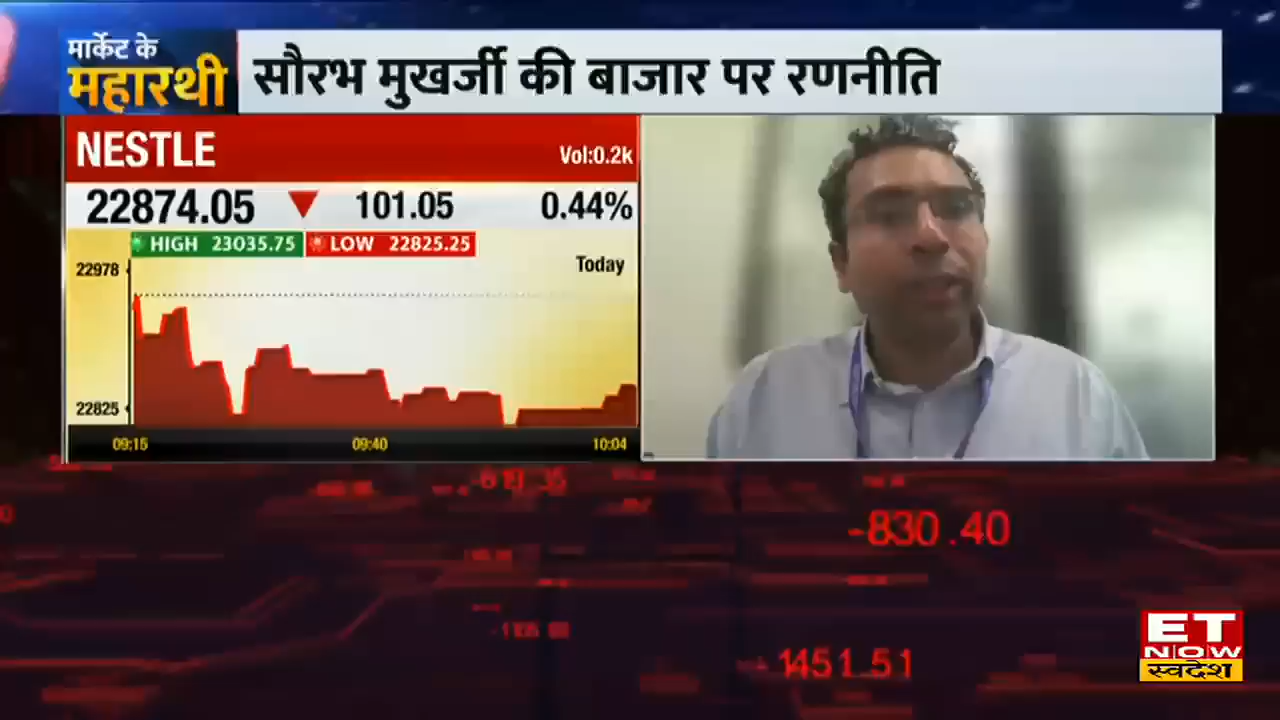 मार्केट के
महारथी
सौरभ मुखर्जी की बाजार पर रणनीति
NESTLE
Vol:0.2k
22874.05 ▼ 101.05 0.44%
HIGH 23035.75 LOW 22825.25
Today
22978
22825
09:15 09:40 10:04
-830.40
-1451.51
ET
NOW
स्वदेश